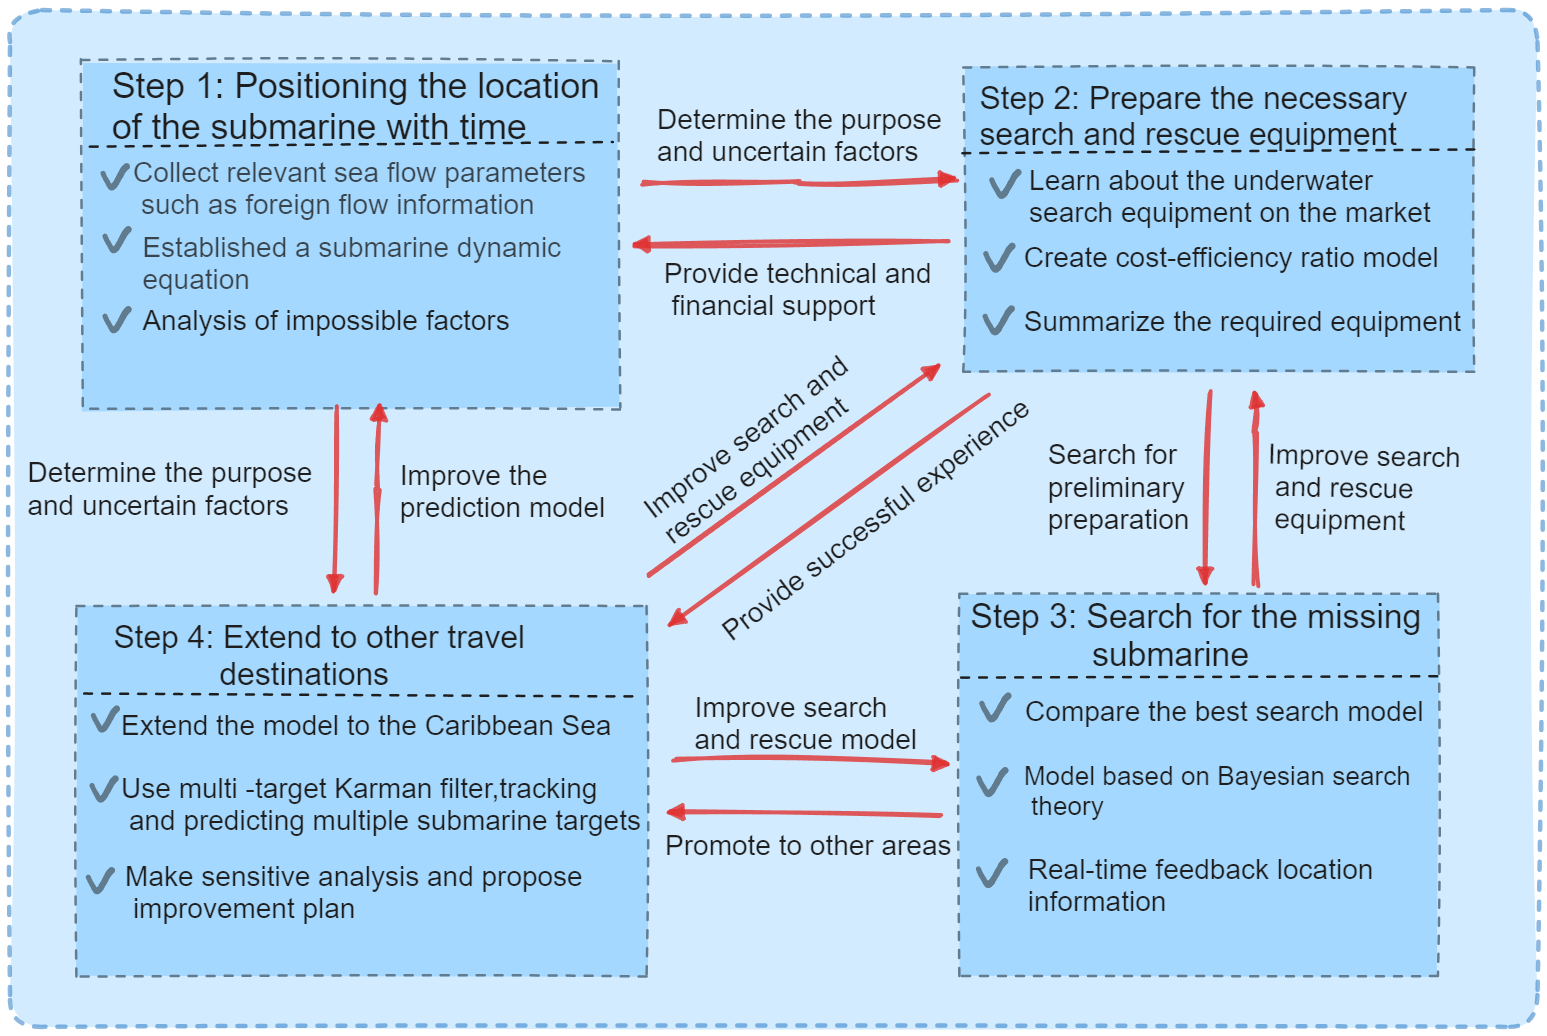 Step 1: Positioning the location
of the submarine with time
Collect relevant sea flow parameters
such as foreign flow information
Established a submarine dynamic
equation
Analysis of impossible factors
Determine the purpose
and uncertain factors
Provide technical and
financial support
Step 2: Prepare the necessary
search and rescue equipment
Learn about the underwater
search equipment on the market
Create cost-efficiency ratio model
Summarize the required equipment
Determine the purpose
and uncertain factors
Improve the
prediction model
Improve search and
rescue equipment
Provide successful experience
Search for
preliminary
preparation
Improve search
and rescue
equipment
Step 4: Extend to other travel
destinations
Extend the model to the Caribbean Sea
Use multi -target Karman filter,tracking
and predicting multiple submarine targets
Make sensitive analysis and propose
improvement plan
Improve search
and rescue model
Promote to other areas
Step 3: Search for the missing
submarine
Compare the best search model
Model based on Bayesian search
theory
Real-time feedback location
information